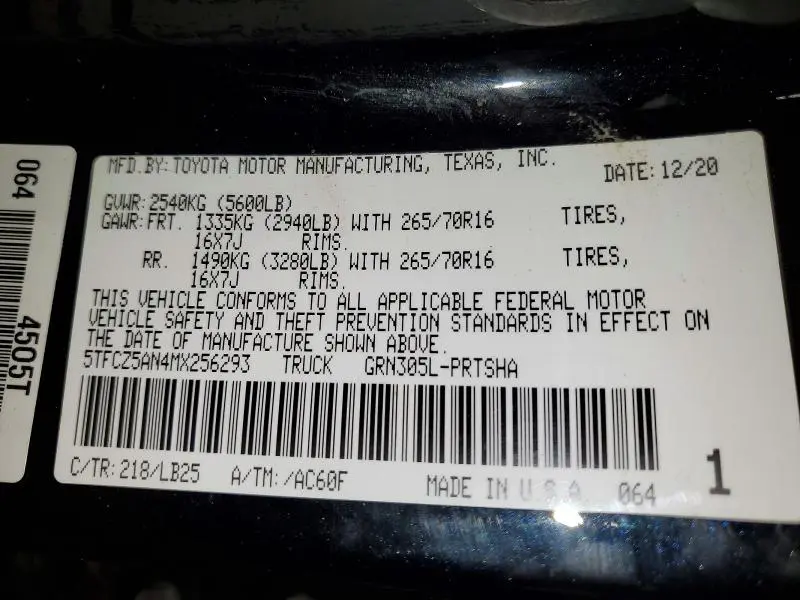 MFD.BY:TOYOTA MOTOR MANUFACTURING, TEXAS, INC.
DATE:12/20
GVWR:2540KG (5600LB)
GAWR:FRT. 1335KG (2940LB) WITH 265/70R16 TIRES,
16X7J RIMS.
RR. 1490KG (3280LB) WITH 265/70R16 TIRES,
16X7J RIMS.
THIS VEHICLE CONFORMS TO ALL APPLICABLE FEDERAL MOTOR
VEHICLE SAFETY AND THEFT PREVENTION STANDARDS IN EFFECT ON
THE DATE OF MANUFACTURE SHOWN ABOVE.
5TFCZ5AN4MX256293 TRUCK GRN305L-PRTSHA
C/TR:218/LB25 A/TM:/AC60F MADE IN U.S.A. 064
1
064
4505T